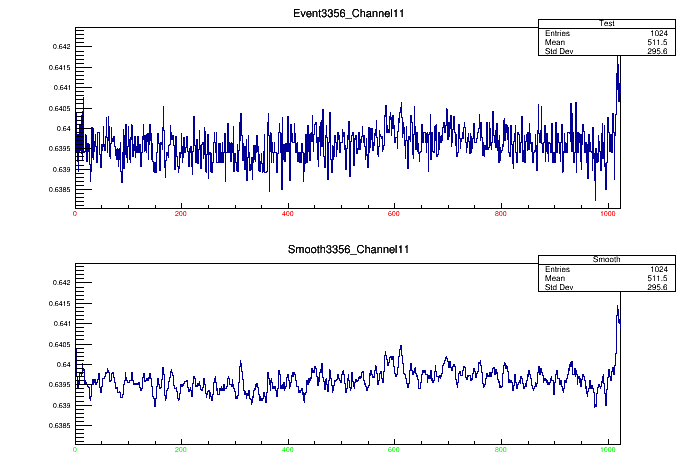 Event3356_Channel11
Test
Entries 1024
Mean 511.5
Std Dev 295.6
0.642
0.6415
0.641
0.6405
0.64
0.6395
0.639
0.6385
0 200 400 600 800 1000
Smooth3356_Channel11
Smooth
Entries 1024
Mean 511.5
Std Dev 295.6
0.642
0.6415
0.641
0.6405
0.64
0.6395
0.639
0.6385
0 200 400 600 800 1000